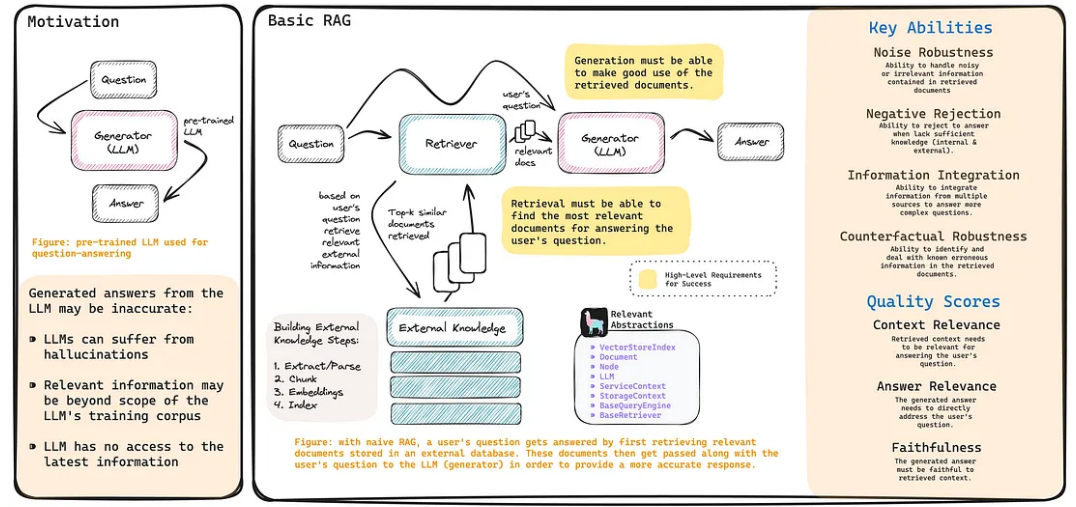 Motivation
Question
Generator
(LLM)
pre-trained
LLM
Answer
Figure: pre-trained LLM used for
question-answering
Generated answers from the
LLM may be inaccurate:
LLMs can suffer from
hallucinations
Relevant information may
be beyond scope of the
LLM's training corpus
LLM has no access to the
latest information
Basic RAG
Generation must be able
to make good use of the
retrieved documents.
user's
question
Question
Retriever
relevant
docs
Generator
(LLM)
Answer
based on
user's
question
retrieve
relevant
external
information
Top-k similar
documents
retrieved
Retrieval must be able to
find the most relevant
documents for answering the
user's question.
High-Level Requirements
for Success
Building External
Knowledge Steps:
1. Extract/Parse
2. Chunk
3. Embeddings
4. Index
External Knowledge
Relevant
Abstractions
VectorStoreIndex
Document
Node
LLM
ServiceContext
StorageContext
BaseQueryEngine
BaseRetriever
Figure: with naive RAG, a user's question gets answered by first retrieving relevant
documents stored in an external database. These documents then get passed along with the
user's question to the LLM (generator) in order to provide a more accurate response.
Key Abilities
Noise Robustness
Ability to handle noisy
or irrelevant information
contained in retrieved
documents
Negative Rejection
Ability to reject to answer
when lack sufficient
knowledge (internal &
external).
Information Integration
Ability to integrate
information from multiple
sources to answer more
complex questions.
Counterfactual Robustness
Ability to identify and
deal with known erroneous
information in the retrieved
documents.
Quality Scores
Context Relevance
Retrieved context needs
to be relevant for
answering the user's
question.
Answer Relevance
The generated answer
needs to directly
address the user's
question.
Faithfulness
The generated answer
must be faithful to
retrieved context.